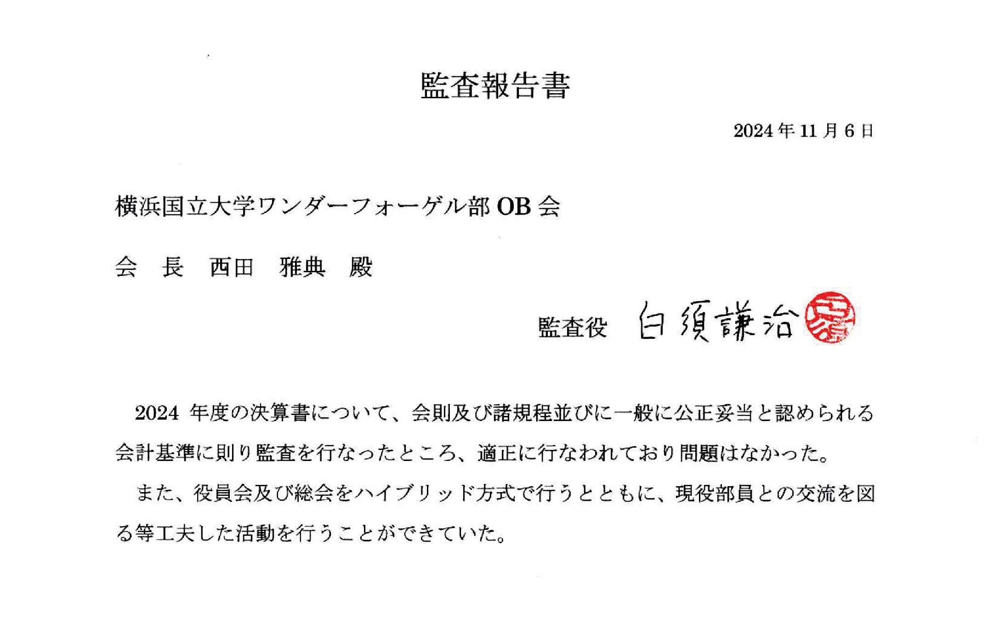 監査報告書
2024年11月6日
横浜国立大学ワンダーフォーゲル部 OB 会
会　長　西田　雅典　殿
監査役　白須謙治
2024 年度の決算書について、会則及び諸規程並びに一般に公正妥当と認められる
会計基準に則り監査を行なったところ、適正に行なわれており問題はなかった。
また、役員会及び総会をハイブリッド方式で行うとともに、現役部員との交流を図
る等工夫した活動を行うことができていた。